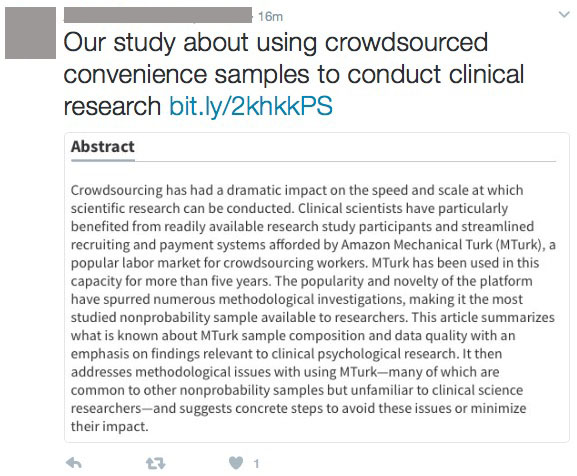 16m
Our study about using crowdsourced
convenience samples to conduct clinical
research bit.ly/2khkkPS
Abstract
Crowdsourcing has had a dramatic impact on the speed and scale at which
scientific research can be conducted. Clinical scientists have particularly
benefited from readily available research study participants and streamlined
recruiting and payment systems afforded by Amazon Mechanical Turk (MTurk), a
popular labor market for crowdsourcing workers. MTurk has been used in this
capacity for more than five years. The popularity and novelty of the platform
have spurred numerous methodological investigations, making it the most
studied nonprobability sample available to researchers. This article summarizes
what is known about MTurk sample composition and data quality with an
emphasis on findings relevant to clinical psychological research. It then
addresses methodological issues with using MTurk—many of which are
common to other nonprobability samples but unfamiliar to clinical science
researchers—and suggests concrete steps to avoid these issues or minimize
their impact.
1